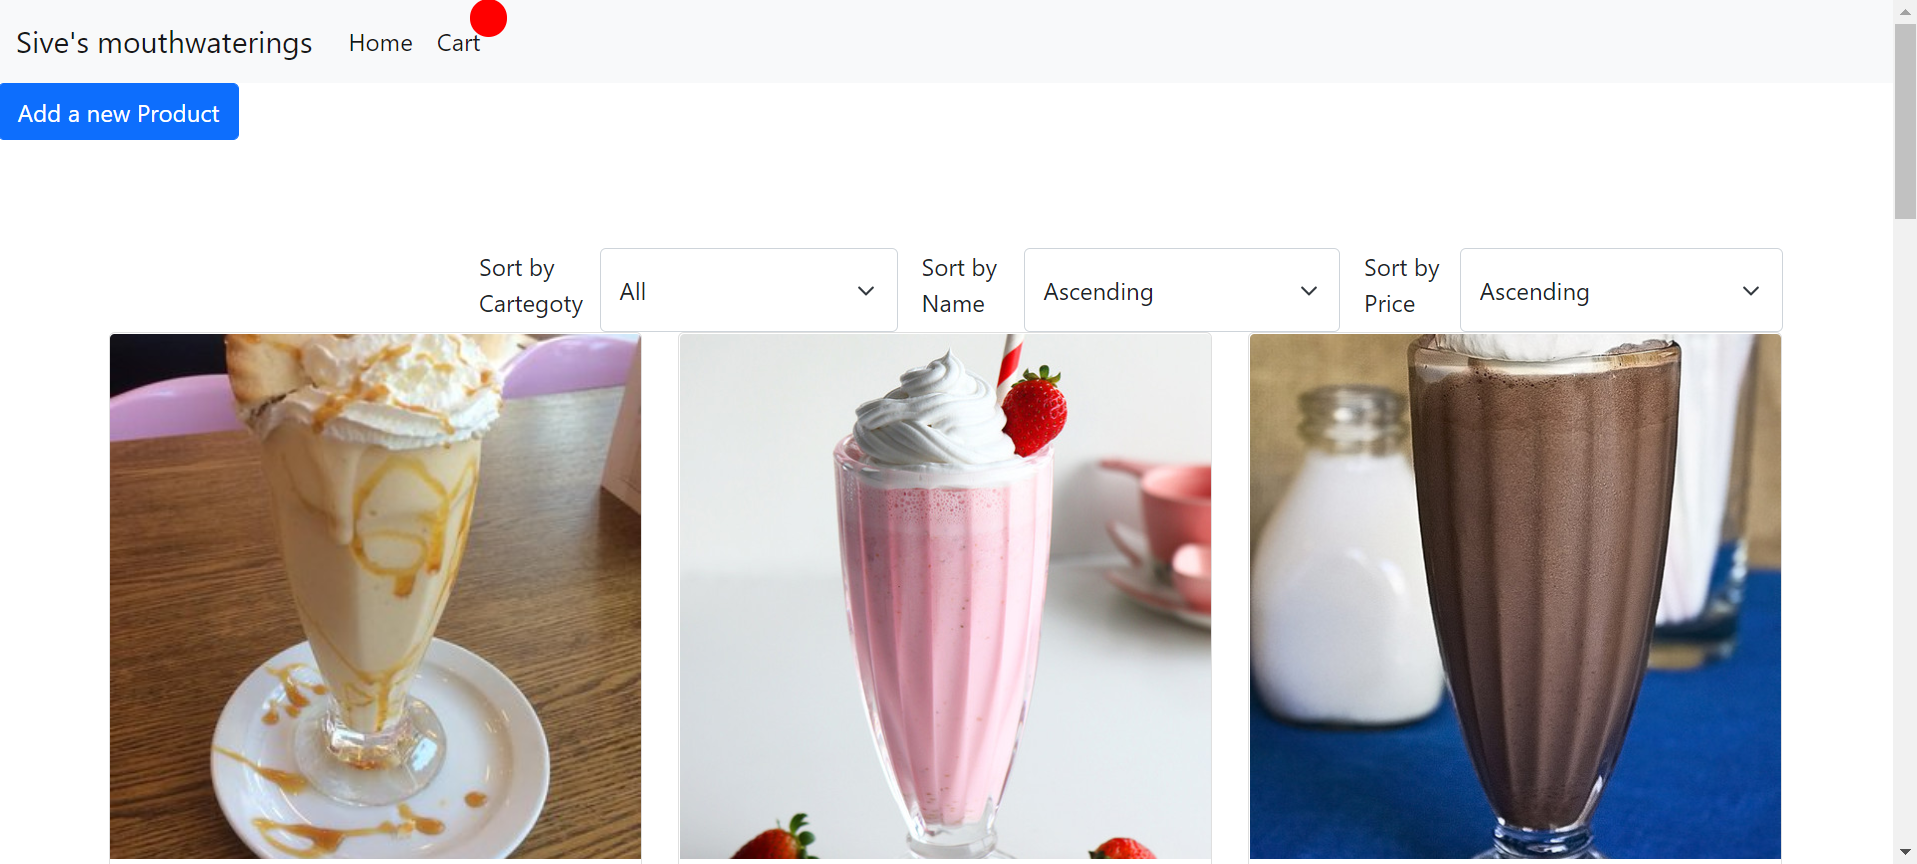 Sive's mouthwaterings Home Cart
Add a new Product
Sort by
Cartegoty
All
Sort by
Name
Ascending
Sort by
Price
Ascending